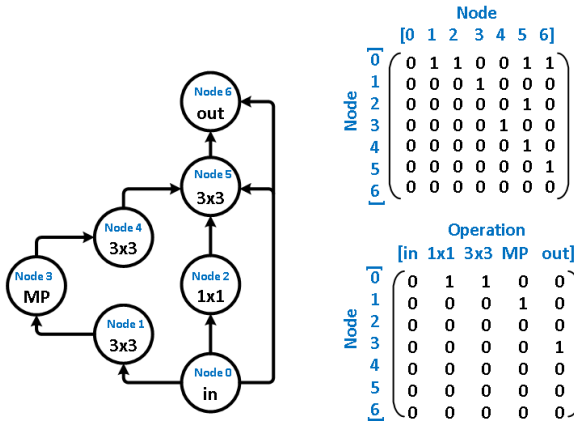 Node 6
out
Node 5
3x3
Node 4
3x3
Node 3
MP
Node 2
1x1
Node 1
3x3
Node 0
in
Node
[0 1 2 3 4 5 6]
Node
[0 1 2 3 4 5 6]
0 1 1 0 0 1 1
0 0 0 1 0 0 0
0 0 0 0 0 1 0
0 0 0 0 1 0 0
0 0 0 0 0 1 0
0 0 0 0 0 0 1
0 0 0 0 0 0 0
Operation
[in 1x1 3x3 MP out]
Node
[0 1 2 3 4 5 6]
0 1 1 0 0
0 0 0 1 0
0 0 0 0 0
0 0 0 0 1
0 0 0 0 0
0 0 0 0 0
0 0 0 0 0